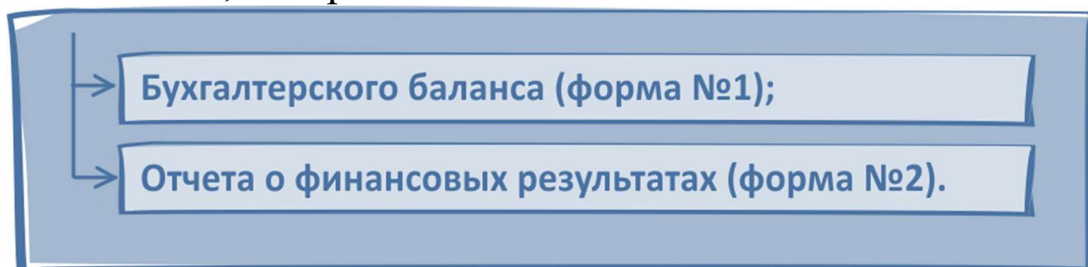 Бухгалтерского баланса (форма №1);
Отчета о финансовых результатах (форма №2).